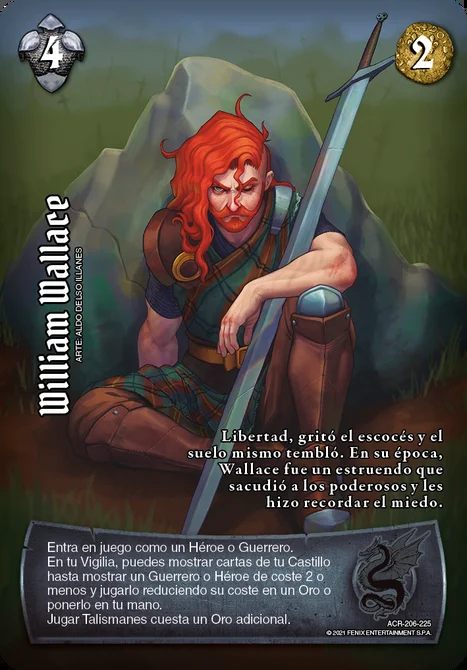 4
2
William Wallace
ARTE: ALDO DELSO LLANES
Libertad, gritó el escocés y el
suelo mismo tembló. En su época,
Wallace fue un estruendo que
sacudió a los poderosos y les
hizo recordar el miedo.
Entra en juego como un Héroe o Guerrero.
En tu Vigilia, puedes mostrar cartas de tu Castillo
hasta mostrar un Guerrero o Héroe de coste 2 o
menos y jugarlo reduciendo su coste en un Oro o
ponerlo en tu mano.
Jugar Talismanes cuesta un Oro adicional.
ACR-206-225
© 2021 FENIX ENTERTAINMENT S.P.A.